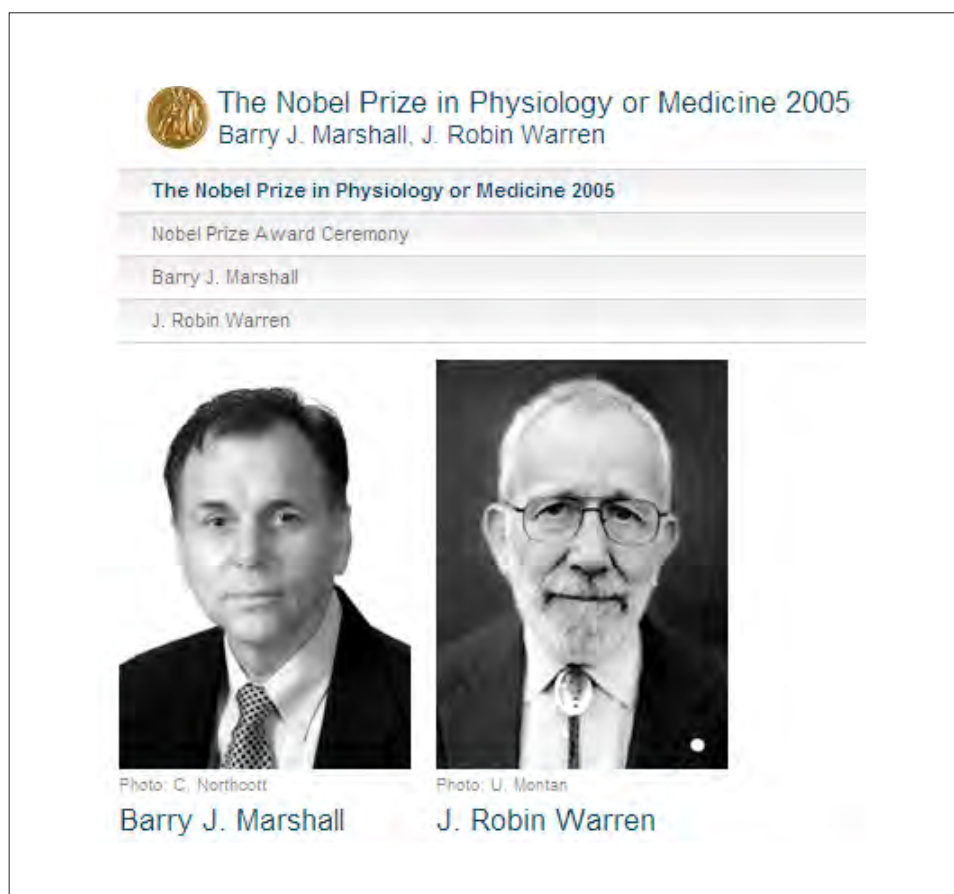 The Nobel Prize in Physiology or Medicine 2005
Barry J. Marshall, J. Robin Warren
The Nobel Prize in Physiology or Medicine 2005
Nobel Prize Award Ceremony
Barry J. Marshall
J. Robin Warren
Photo: C. Northcott
Photo: U. Montan
Barry J. Marshall
J. Robin Warren